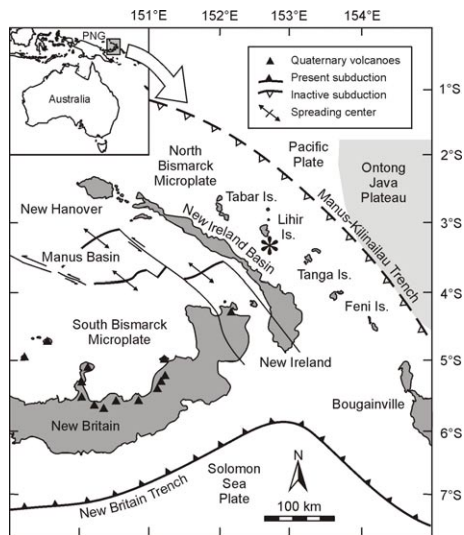 151°E 152°E 153°E 154°E
PNG
Australia
Quaternary volcanoes
Present subduction
Inactive subduction
Spreading center
1°S
2°S
3°S
4°S
5°S
6°S
7°S
North
Bismarck
Microplate
Pacific
Plate
Ontong
Java
Plateau
Manus-Kilinailau Trench
Tabar Is.
Lihir
Is.
New Hanover
New Ireland Basin
Manus Basin
Tanga Is.
Feni Is.
South Bismarck
Microplate
New Ireland
Bougainville
New Britain
New Britain Trench
Solomon
Sea
Plate
N
100 km